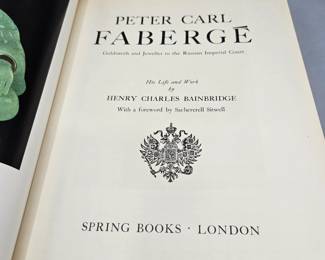 PETER CARL
FABERGÉ
Goldsmith and Jeweller to the Russian Imperial Court
His Life and Work
by
HENRY CHARLES BAINBRIDGE
With a foreword by Sacheverell Sitwell
SPRING BOOKS · LONDON